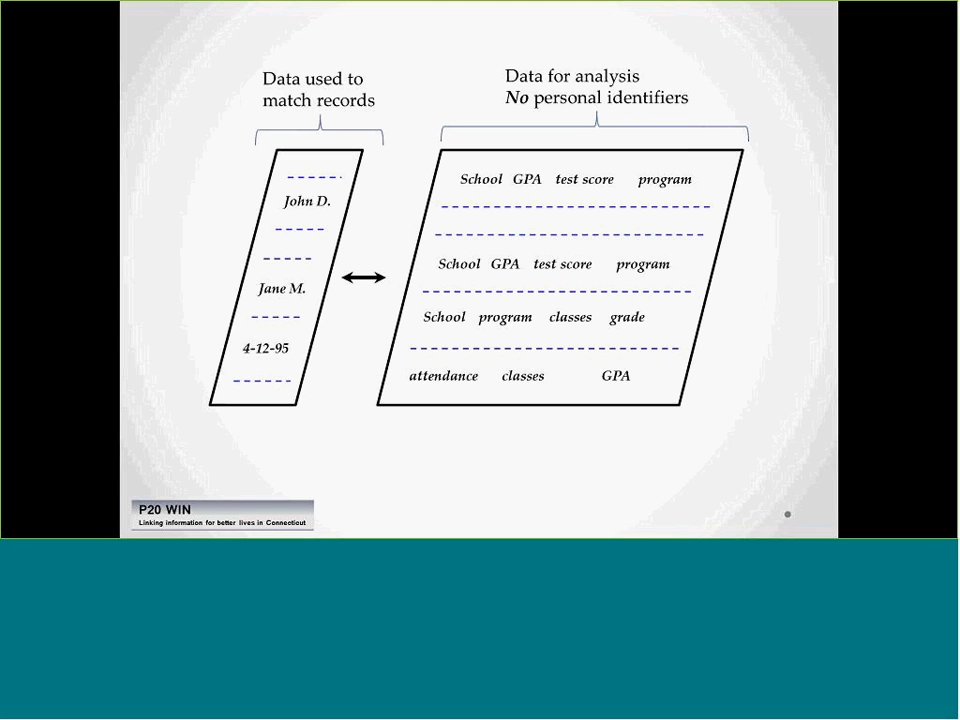 Data used to
match records
Data for analysis
No personal identifiers
John D.
Jane M.
4-12-95
School GPA test score program
School GPA test score program
School program classes grade
attendance classes GPA
P20 WIN
Linking information for better lives in Connecticut